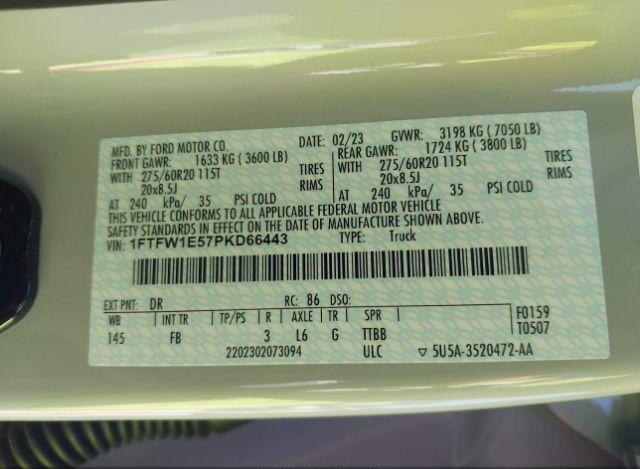 MFD. BY FORD MOTOR CO. DATE: 02/23 GVWR: 3198 KG ( 7050 LB)
FRONT GAWR: 1633 KG ( 3600 LB) REAR GAWR: 1724 KG ( 3800 LB)
WITH 275/60R20 115T TIRES WITH 275/60R20 115T TIRES
20x8.5J RIMS 20x8.5J RIMS
AT 240 kPa/ 35 PSI COLD AT 240 kPa/ 35 PSI COLD
THIS VEHICLE CONFORMS TO ALL APPLICABLE FEDERAL MOTOR VEHICLE
SAFETY STANDARDS IN EFFECT ON THE DATE OF MANUFACTURE SHOWN ABOVE.
VIN: 1FTFW1E57PKD66443 TYPE: Truck
EXT PNT: DR RC: 86 DSO:
WB INT TR TP/PS R AXLE TR SPR F0159
145 FB 3 L6 G TTBB T0507
2202302073094 ULC ▽ 5U5A-3520472-AA